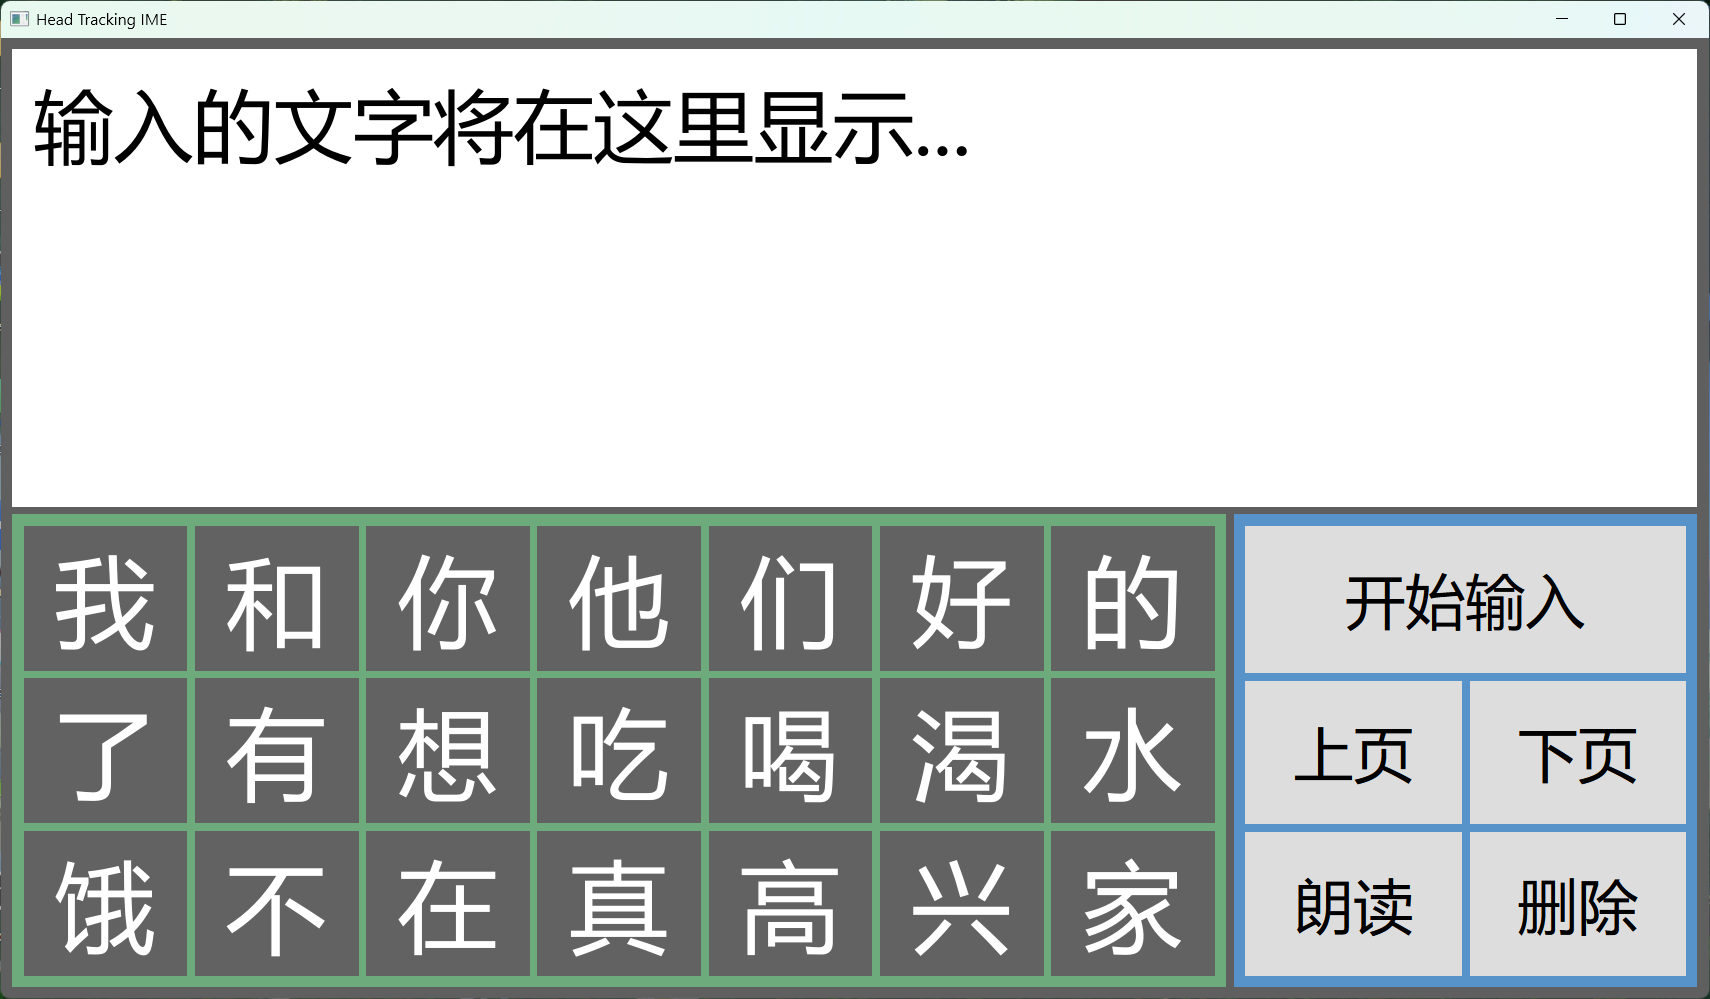 Head Tracking IME
输入的文字将在这里显示...
我 和 你 他 们 好 的
了 有 想 吃 喝 渴 水
饿 不 在 真 高 兴 家
开始输入
上页 下页
朗读 删除